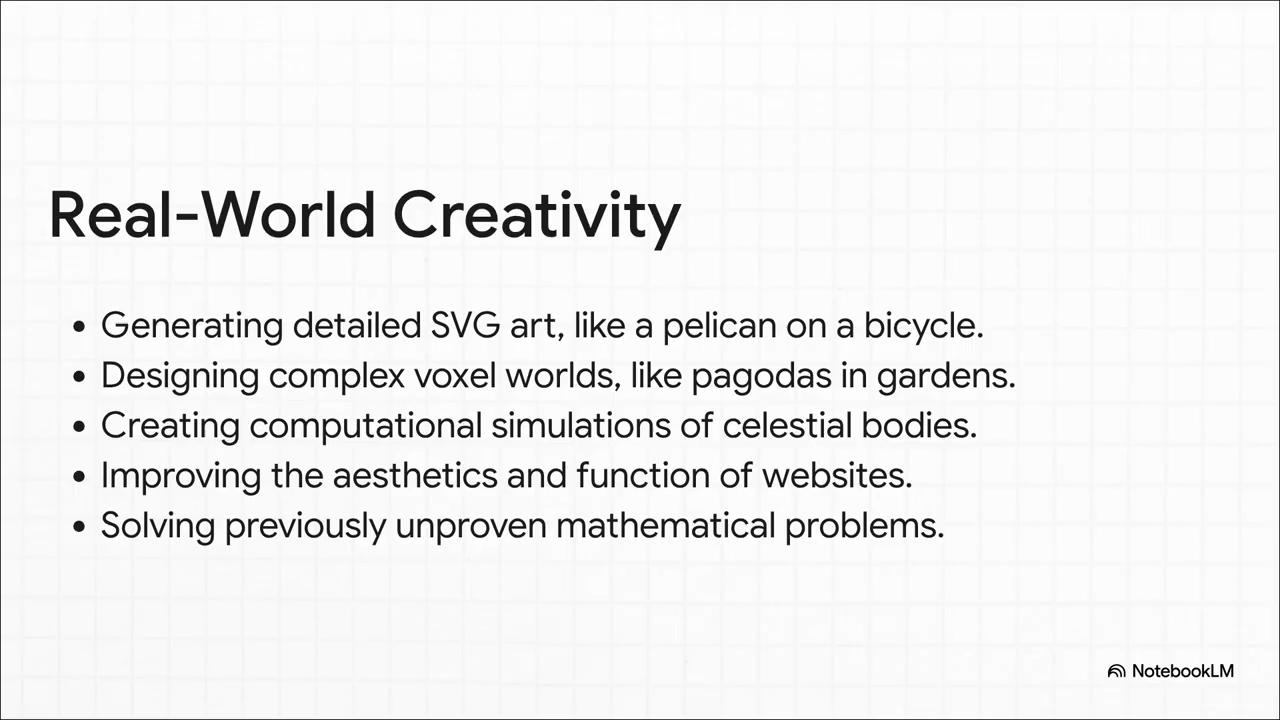 Real-World Creativity
• Generating detailed SVG art, like a pelican on a bicycle.
• Designing complex voxel worlds, like pagodas in gardens.
• Creating computational simulations of celestial bodies.
• Improving the aesthetics and function of websites.
• Solving previously unproven mathematical problems.
NotebookLM